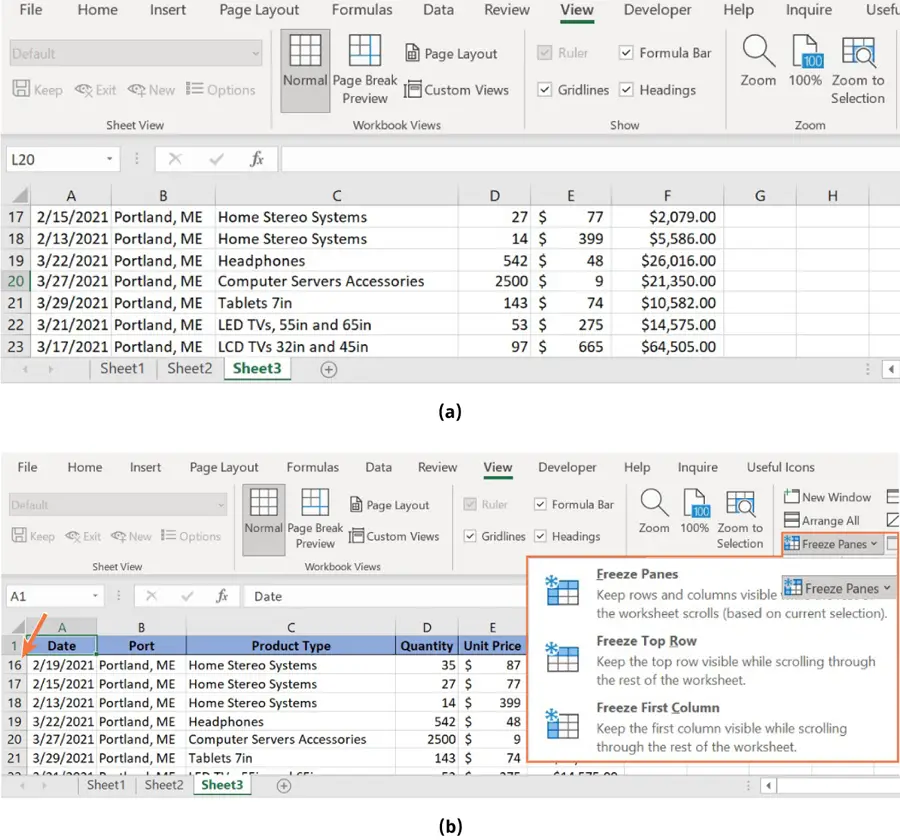 File Home Insert Page Layout Formulas Data Review View Developer Help Inquire
Default
Keep Exit New Options
Sheet View
Normal
Page Break Preview
Page Layout
Custom Views
Workbook Views
Ruler Formula Bar
Gridlines Headings
Show
Zoom 100% Zoom to Selection
100
Zoom
L20 fx
A B C D E F G H
17 2/15/2021 Portland, ME Home Stereo Systems 27 $ 77 $2,079.00
18 2/13/2021 Portland, ME Home Stereo Systems 14 $ 399 $5,586.00
19 3/22/2021 Portland, ME Headphones 542 $ 48 $26,016.00
20 3/27/2021 Portland, ME Computer Servers Accessories 2500 $ 9 $21,350.00
21 3/29/2021 Portland, ME Tablets 7in 143 $ 74 $10,582.00
22 3/21/2021 Portland, ME LED TVs, 55in and 65in 53 $ 275 $14,575.00
23 3/17/2021 Portland, ME LCD TVs 32in and 45in 97 $ 665 $64,505.00
Sheet1 Sheet2 Sheet3
(a)
File Home Insert Page Layout Formulas Data Review View Developer Help Inquire Useful Icons
Default
Keep Exit New Options
Sheet View
Normal
Page Break Preview
Page Layout
Custom Views
Workbook Views
Ruler Formula Bar
Gridlines Headings
Zoom 100% Zoom to Selection
100
New Window
Arrange All
Freeze Panes
A1 fx Date
A B C D E
1 Date Port Product Type Quantity Unit Price
16 2/19/2021 Portland, ME Home Stereo Systems 35 $ 87
17 2/15/2021 Portland, ME Home Stereo Systems 27 $ 77
18 2/13/2021 Portland, ME Home Stereo Systems 14 $ 399
19 3/22/2021 Portland, ME Headphones 542 $ 48
20 3/27/2021 Portland, ME Computer Servers Accessories 2500 $ 9
21 3/29/2021 Portland, ME Tablets 7in 143 $ 74
Freeze Panes
Freeze Panes
Keep rows and columns visible
the worksheet scrolls (based on current selection).
Freeze Top Row
Keep the top row visible while scrolling through
the rest of the worksheet.
Freeze First Column
Keep the first column visible while scrolling
through the rest of the worksheet.
Sheet1 Sheet2 Sheet3
(b)